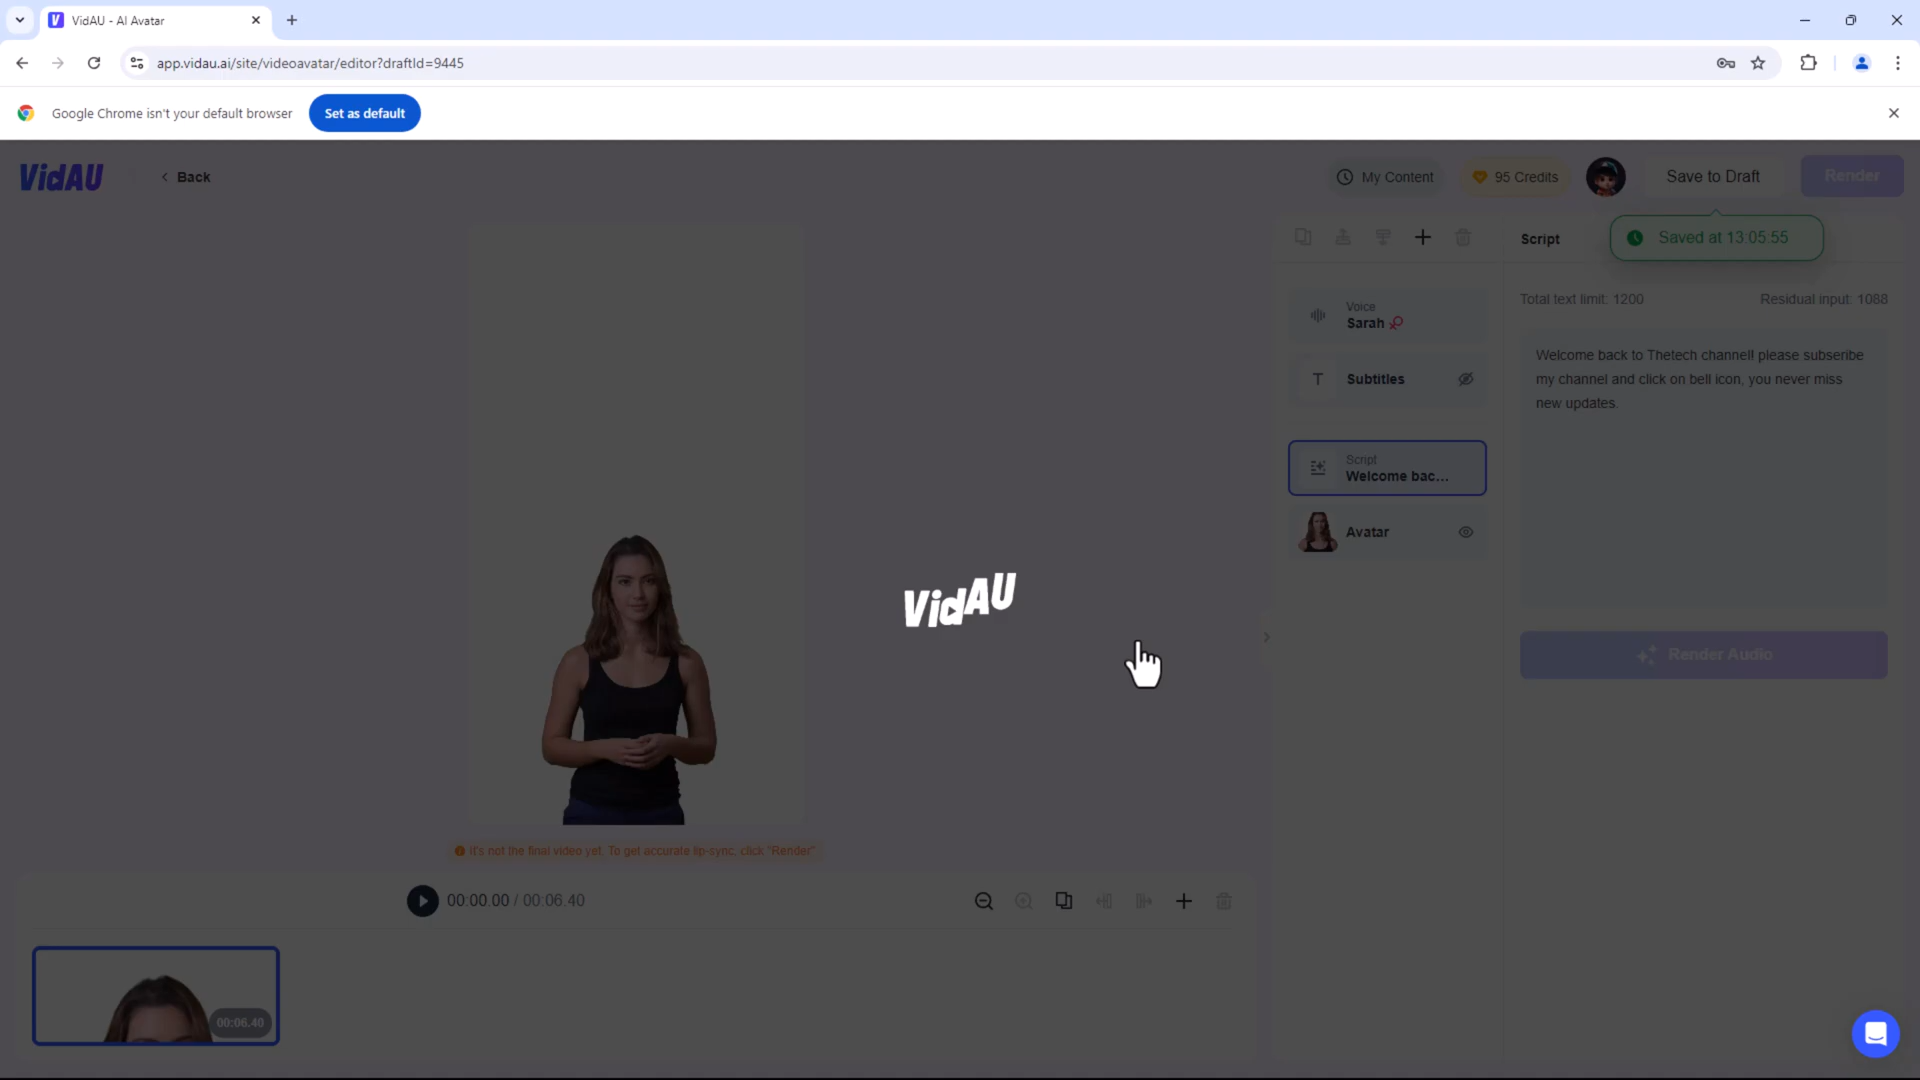 VidAU - AI Avatar
app.vidau.ai/site/videoavatar/editor?draftId=9445
Google Chrome isn't your default browser
Set as default
VidAU
Back
My Content
95 Credits
Save to Draft
Render
Saved at 13:05:55
Script
Total text limit: 1200
Residual input: 1088
Voice
Sarah
Subtitles
Welcome back to Thetech channel! please subseribe
my channel and click on bell icon, you never miss
new updates.
Script
Welcome bac...
Avatar
VidAU
Render Audio
It's not the final video yet. To get accurate lip-sync, click "Render"
00:00.00 / 00:06.40
00:06.40